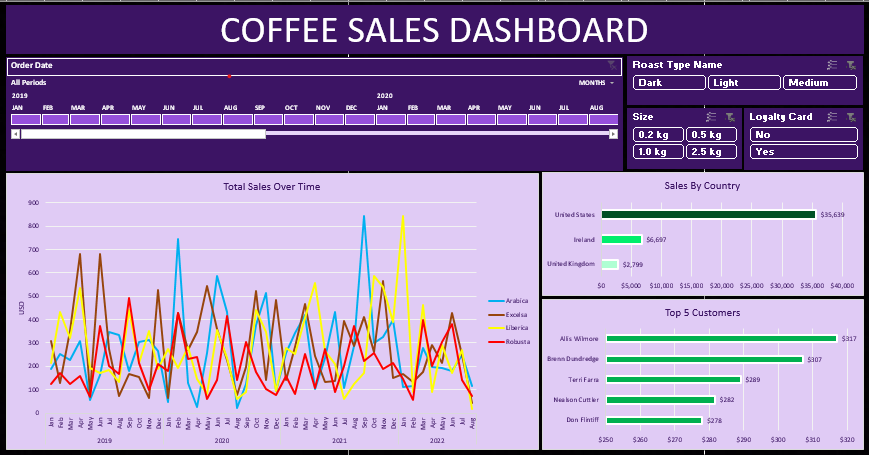 COFFEE SALES DASHBOARD
Order Date
All Periods MONTHS
2019 2020
JAN FEB MAR APR MAY JUN JUL AUG SEP OCT NOV DEC JAN FEB MAR APR MAY JUN JUL AUG
Roast Type Name
Dark Light Medium
Size
0.2 kg 0.5 kg
1.0 kg 2.5 kg
Loyalty Card
No
Yes
Total Sales Over Time
USD
900
800
700
600
500
400
300
200
100
0
Jan Feb Mar Apr May Jun Jul Aug Sep Oct Nov Dec Jan Feb Mar Apr May Jun Jul Aug Sep Oct Nov Dec Jan Feb Mar Apr May Jun Jul Aug Sep Oct Nov Dec Jan Feb Mar Apr May Jun Jul Aug
2019 2020 2021 2022
Arabica
Excelsa
Liberica
Robusta
Sales By Country
United States $35,639
Ireland $6,697
United Kingdom $2,799
$0 $5,000 $10,000 $15,000 $20,000 $25,000 $30,000 $35,000 $40,000
Top 5 Customers
Allis Wilmore $317
Brenn Dundredge $307
Terri Farra $289
Nealson Cuttler $282
Don Flintiff $278
$250 $260 $270 $280 $290 $300 $310 $320